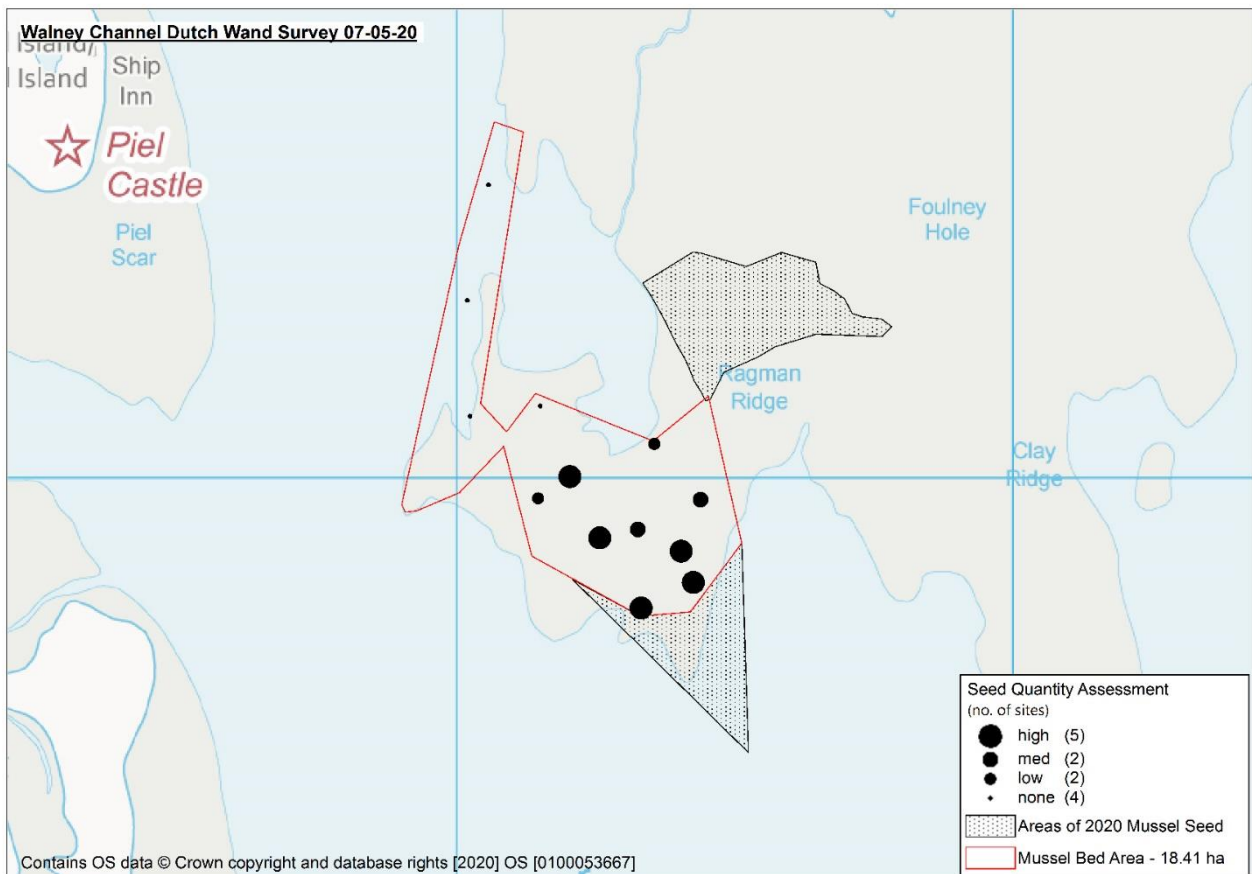 Walney Channel Dutch Wand Survey 07-05-20
Island/
Island
Ship
Inn
Piel
Castle
Piel
Scar
Foulney
Hole
Ragman
Ridge
Clay
Ridge
Seed Quantity Assessment
(no. of sites)
high (5)
med (2)
low (2)
none (4)
Areas of 2020 Mussel Seed
Mussel Bed Area - 18.41 ha
Contains OS data © Crown copyright and database rights [2020] OS [0100053667]